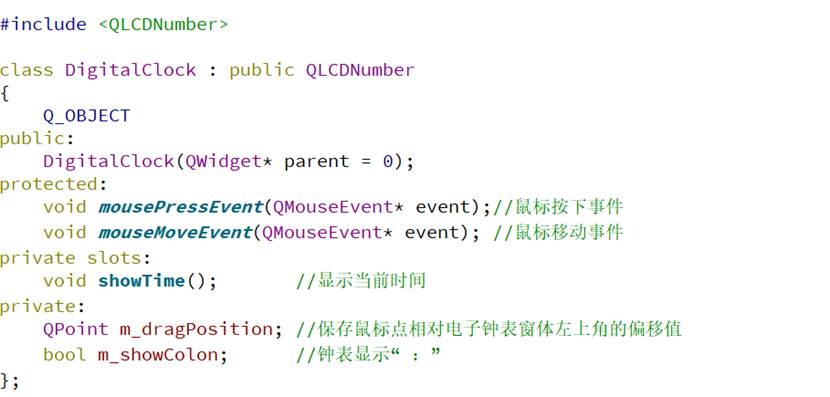 #include <QLCDNumber>
class DigitalClock : public QLCDNumber
{
    Q_OBJECT
public:
    DigitalClock(QWidget* parent = 0);
protected:
    void mousePressEvent(QMouseEvent* event);//鼠标按下事件
    void mouseMoveEvent(QMouseEvent* event); //鼠标移动事件
private slots:
    void showTime();       //显示当前时间
private:
    QPoint m_dragPosition; //保存鼠标点相对电子钟表窗体左上角的偏移值
    bool m_showColon;      //钟表显示“ : ”
};